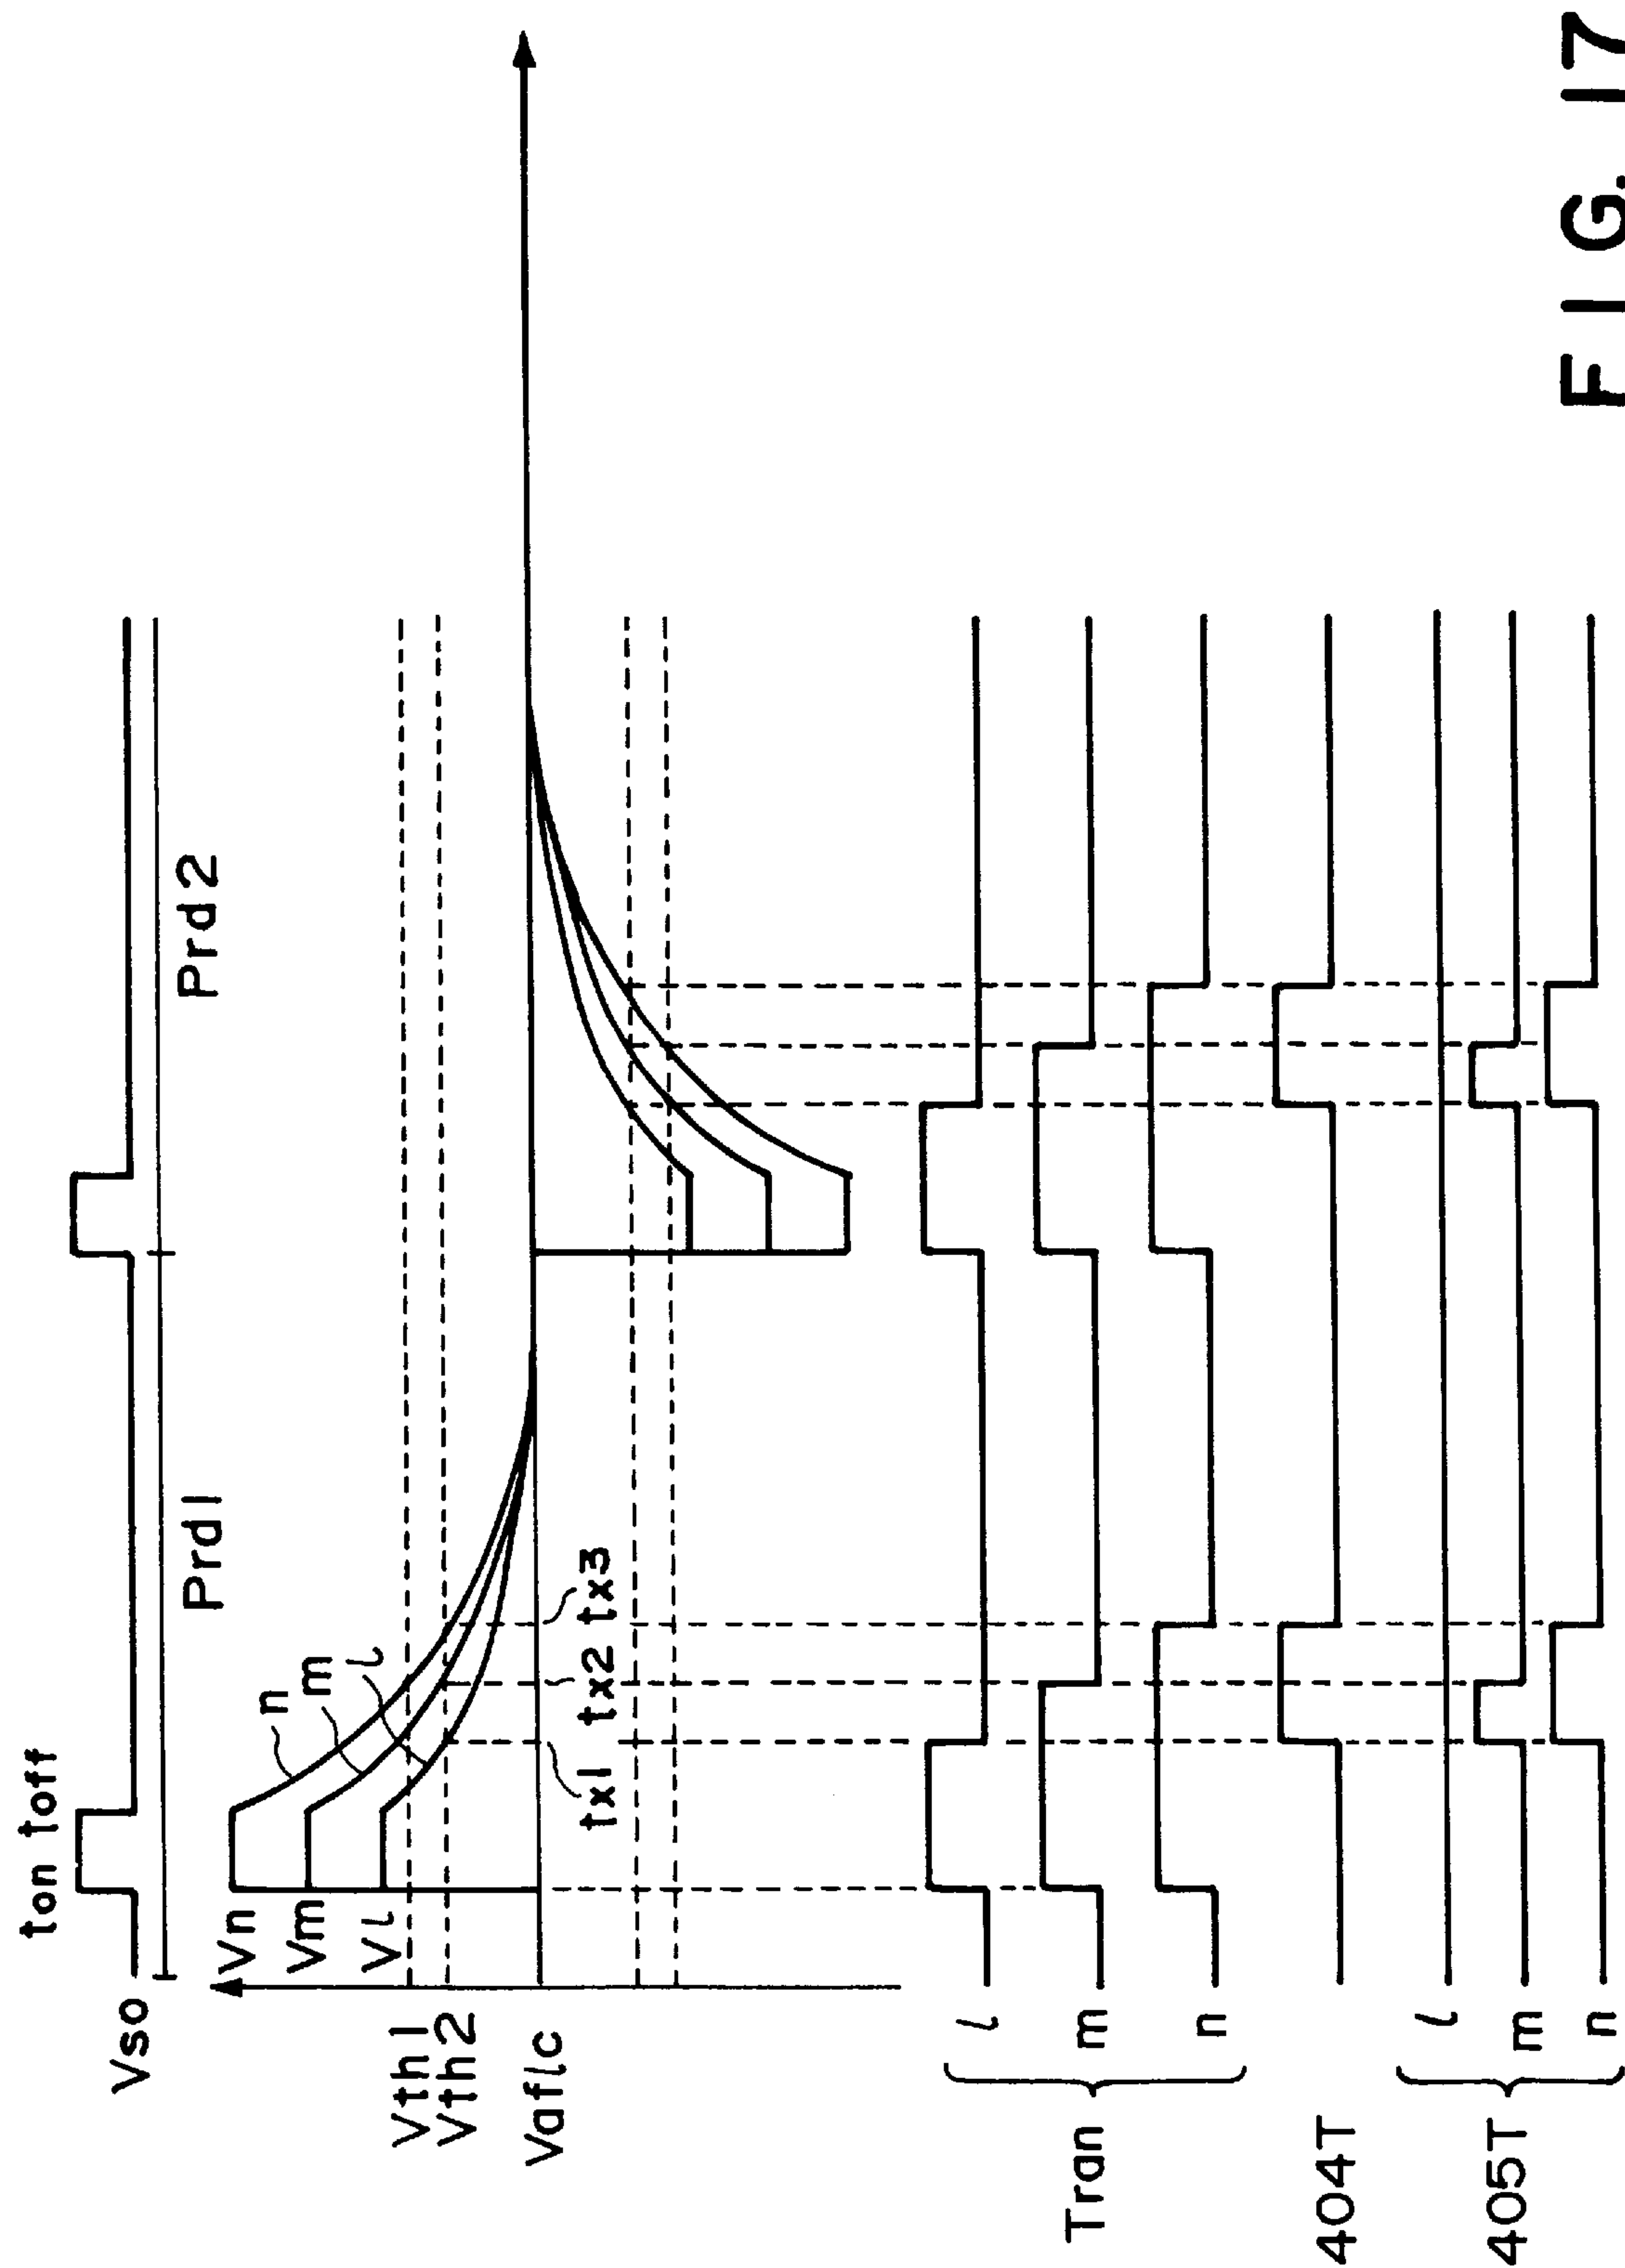 ton toff
Vso
Prd1
Prd2
Vn
Vm
Vl
n
m
l
Vth1
Vth2
Vaflc
tx1 tx2 tx3
Tran
l
m
n
404T
405T
l
m
n
FIG. 17